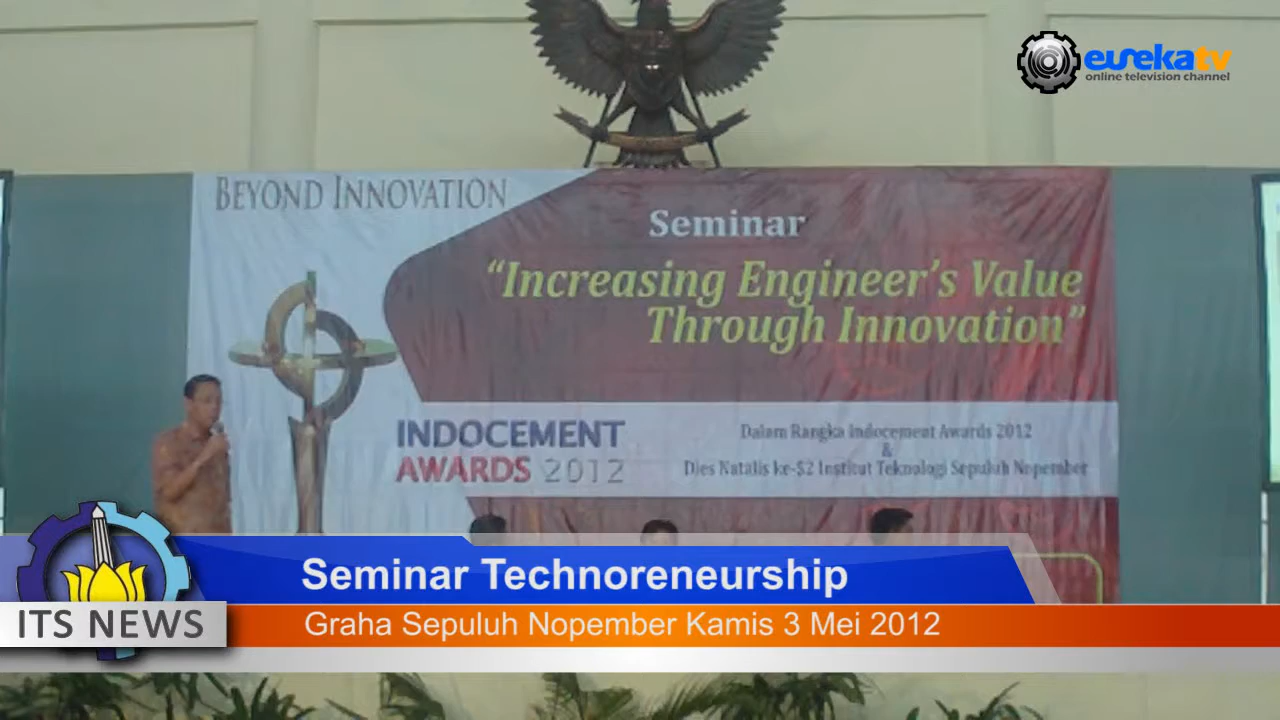 eureka tv
online television channel
BEYOND INNOVATION
Seminar
“Increasing Engineer's Value
Through Innovation”
INDOCEMENT
AWARDS 2012
Dalam Rangka Indocement Awards 2012
&
Dies Natalis ke-52 Institut Teknologi Sepuluh Nopember
Seminar Technoreneurship
ITS NEWS
Graha Sepuluh Nopember Kamis 3 Mei 2012